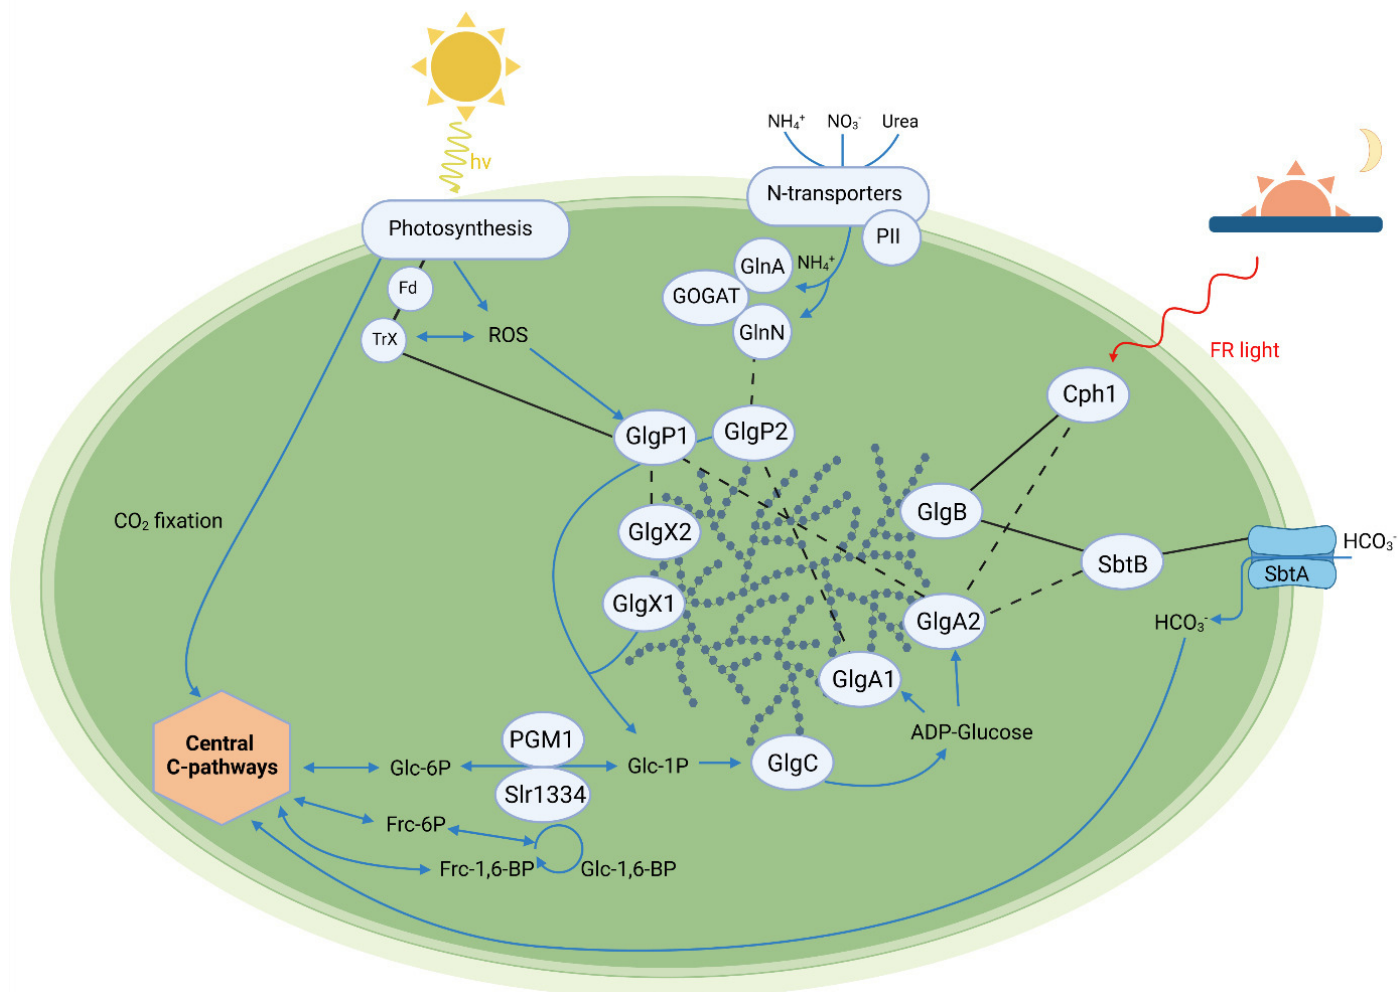 hv
NH₄⁺ NO₃⁻ Urea
N-transporters
PII
Photosynthesis
Fd
TrX
ROS
GlnA
NH₄⁺
GOGAT
GlnN
FR light
Cph1
GlgP1
GlgP2
CO₂ fixation
GlgX2
GlgB
HCO₃⁻
SbtB
SbtA
GlgX1
GlgA2
HCO₃⁻
GlgA1
ADP-Glucose
Central
C-pathways
PGM1
Glc-6P
Glc-1P
GlgC
Slr1334
Frc-6P
Frc-1,6-BP
Glc-1,6-BP